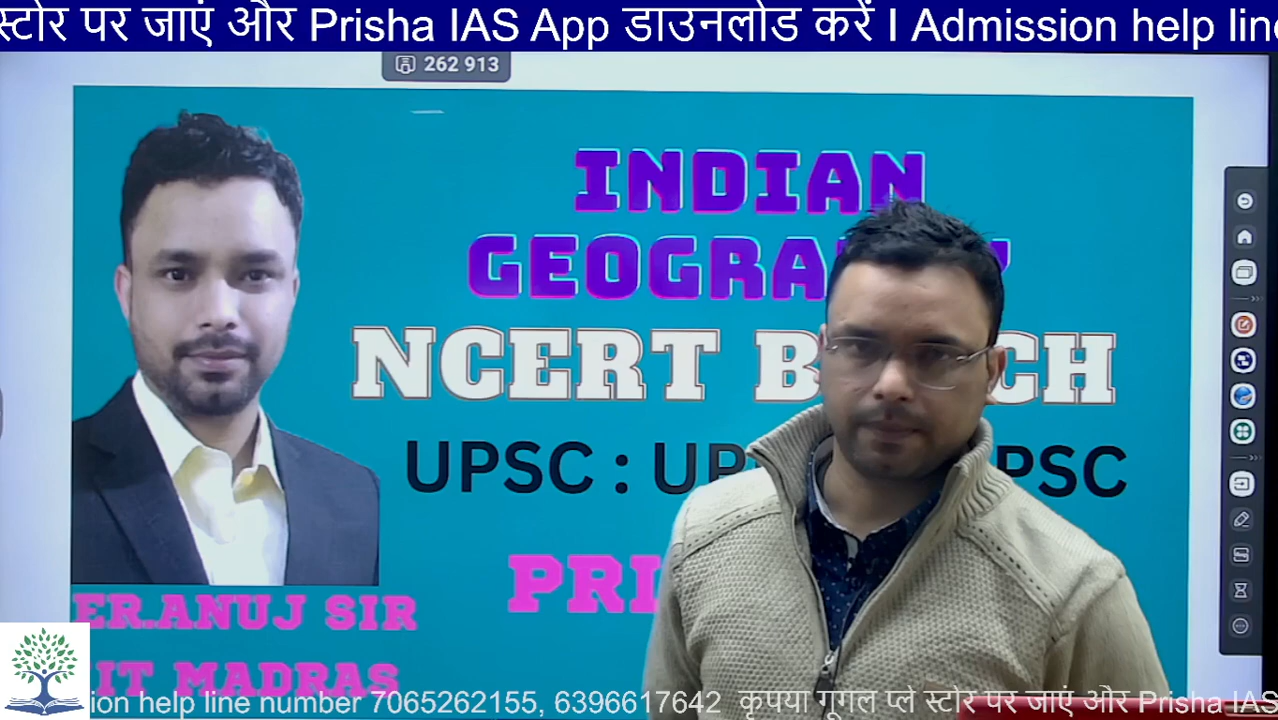 स्टोर पर जाएं और Prisha IAS App डाउनलोड करें I Admission help line
262 913
INDIAN
GEOGRA
NCERT B CH
UPSC : UP PSC
PRI
ER.ANUJ SIR
IT MADRAS
ion help line number 7065262155, 6396617642 कृपया गूगल प्ले स्टोर पर जाएं और Prisha IAS